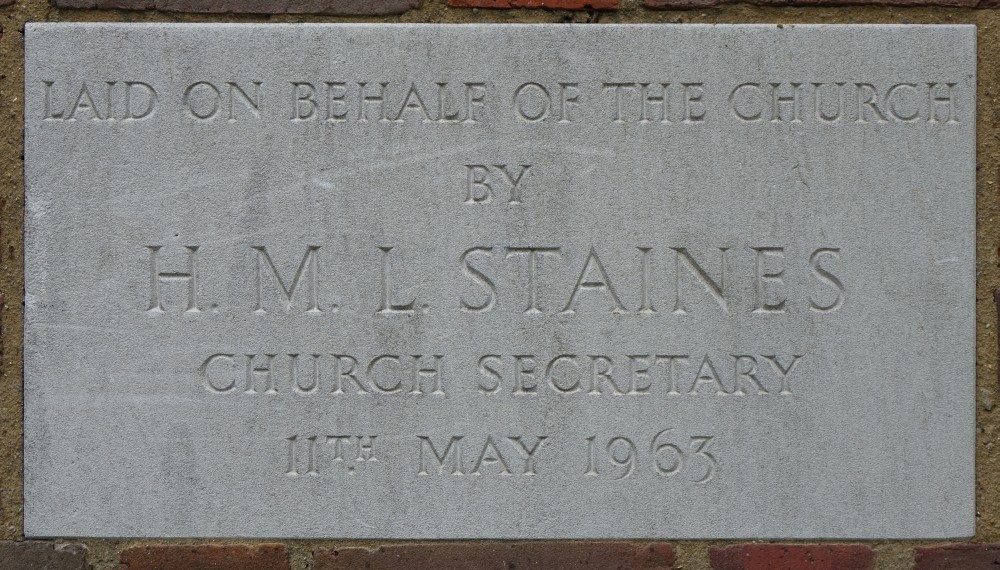 LAID ON BEHALF OF THE CHURCH
BY
H. M. L. STAINES
CHURCH SECRETARY
11TH. MAY 1963